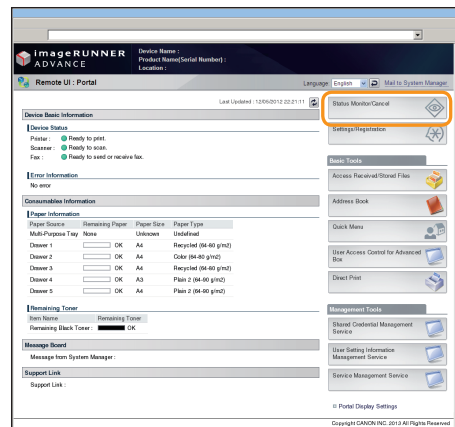 imageRUNNER
ADVANCE
Device Name :
Product Name(Serial Number) :
Location :
Remote UI : Portal
Language English
Mail to System Manager
Last Updated : 12/05/2012 22:21:11
Device Basic Information
Device Status
Printer : Ready to print.
Scanner : Ready to scan.
Fax : Ready to send or receive fax.
Error Information
No error
Consumables Information
Paper Information
Paper Source Remaining Paper Paper Size Paper Type
Multi-Purpose Tray None Unknown Undefined
Drawer 1 OK A4 Recycled (64-80 g/m2)
Drawer 2 OK A4 Color (64-80 g/m2)
Drawer 3 OK A4 Recycled (64-80 g/m2)
Drawer 4 OK A3 Plain 2 (64-90 g/m2)
Drawer 5 OK A4 Plain 2 (64-90 g/m2)
Remaining Toner
Item Name Remaining Toner
Remaining Black Toner : OK
Message Board
Message from System Manager :
Support Link
Support Link :
Status Monitor/Cancel
Settings/Registration
Basic Tools
Access Received/Stored Files
Address Book
Quick Menu
User Access Control for Advanced
Box
Direct Print
Management Tools
Shared Credential Management
Service
User Setting Information
Management Service
Service Management Service
Portal Display Settings
Copyright CANON INC. 2013 All Rights Reserved